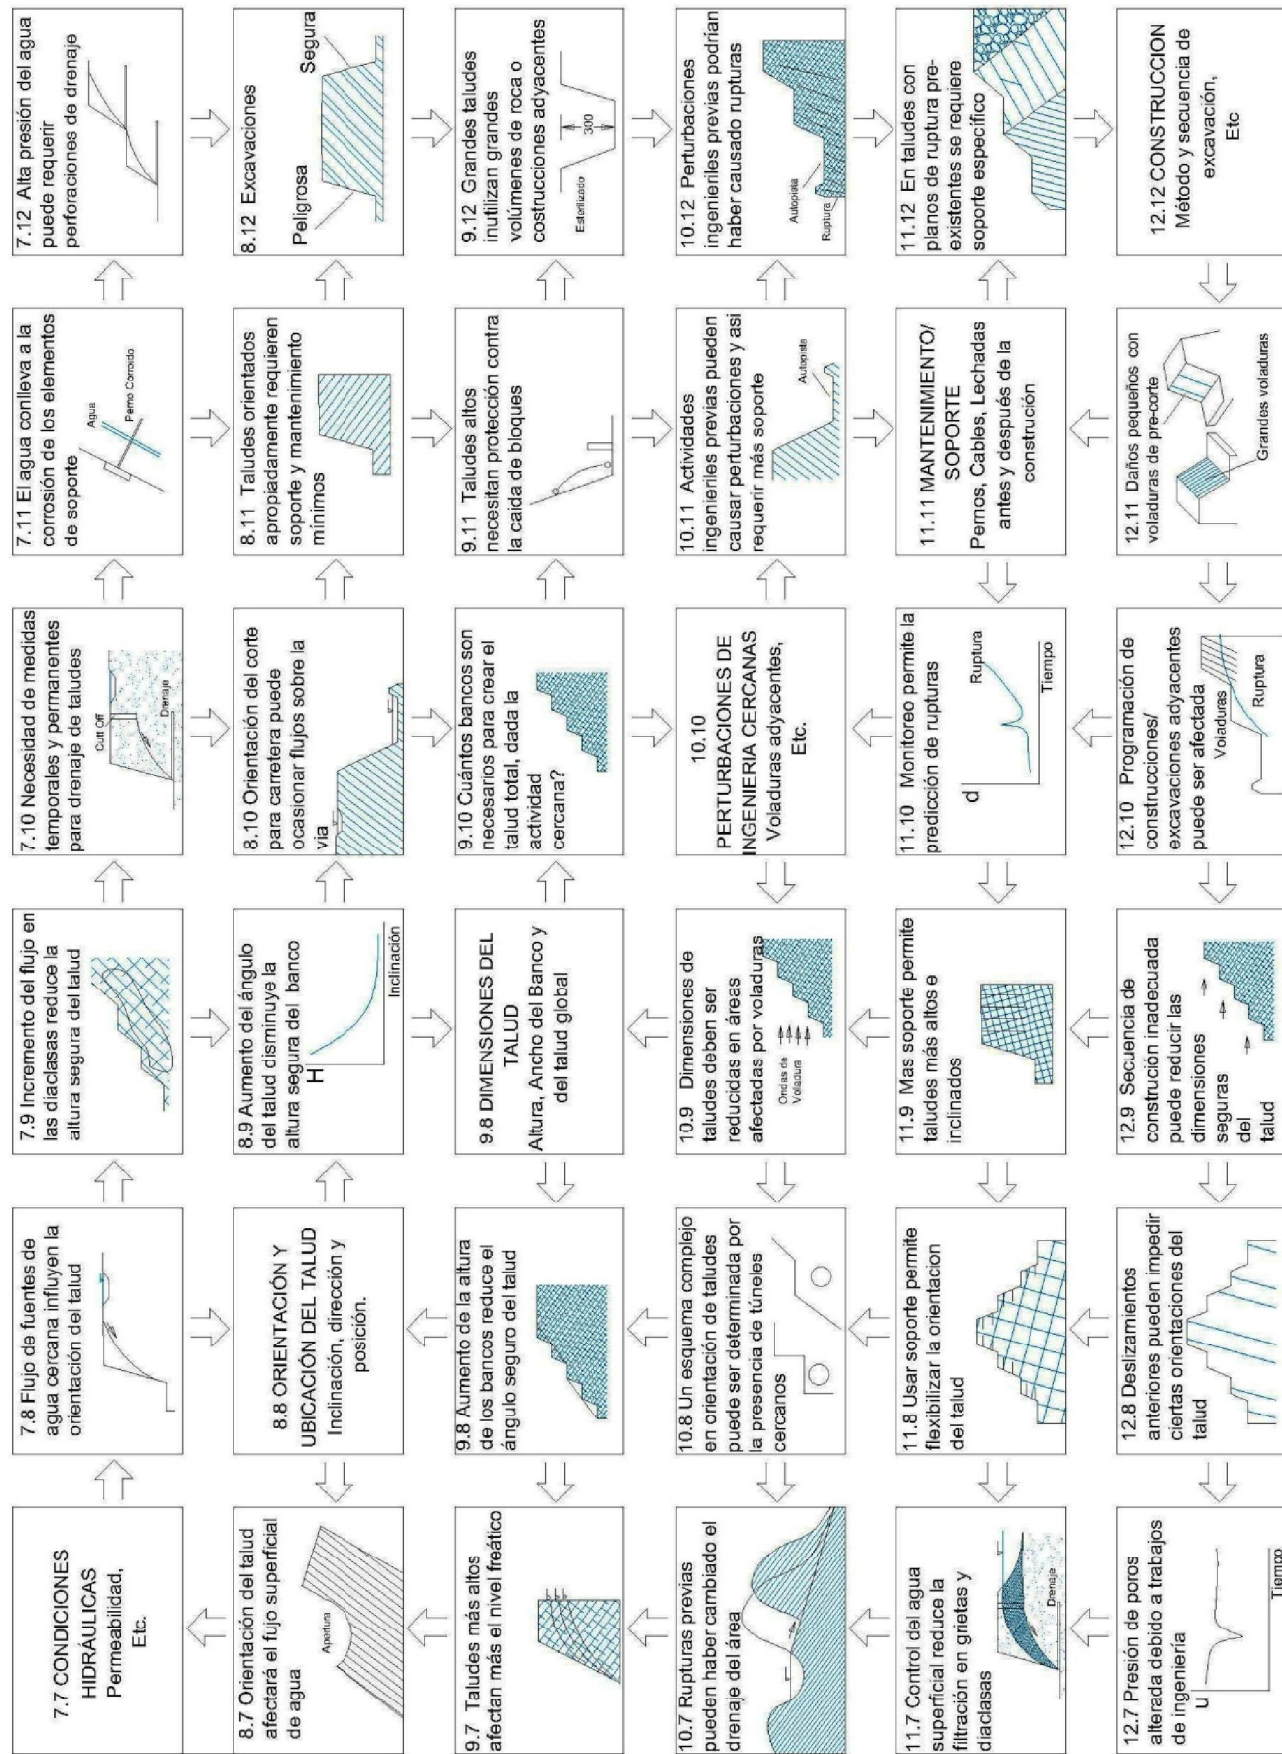 7.7 CONDICIONES
HIDRÁULICAS
Permeabilidad,
Etc.
7.8 Flujo de fuentes de
agua cercana influyen la
orientación del talud
7.9 Incremento del flujo en
las diaclasas reduce la
altura segura del talud
7.10 Necesidad de medidas
temporales y permanentes
para drenaje de taludes
Cutt Off
Drenaje
7.11 El agua conlleva a la
corrosión de los elementos
de soporte
Agua
Perno Corroido
7.12 Alta presión del agua
puede requerir
perforaciones de drenaje
8.7 Orientación del talud
afectará el fujo superficial
de agua
Apertura
8.8 ORIENTACIÓN Y
UBICACIÓN DEL TALUD
Inclinación, dirección y
posición.
8.9 Aumento del ángulo
del talud dismuiye la
altura segura del banco
H
Inclinación
8.10 Orientación del corte
para carretera puede
ocasionar flujos sobre la
via
8.11 Taludes orientados
apropiadamente requieren
soporte y mantenimiento
mínimos
8.12 Excavaciones
Peligrosa
Segura
9.7 Taludes más altos
afectan más el nivel freático
9.8 Aumento de la altura
de los bancos reduce el
ángulo seguro del talud
9.8 DIMENSIONES DEL
TALUD
Altura, Ancho del Banco y
del talud global
9.10 Cuántos bancos son
necesarios para crear el
talud total, dada la
actividad
cercana?
9.11 Taludes altos
necesitan protección contra
la caida de bloques
9.12 Grandes taludes
inutilizan grandes
volúmenes de roca o
costrucciones adyacentes
Esterilizado
300
10.7 Rupturas previas
pueden haber cambiado el
drenaje del área
10.8 Un esquema complejo
en orientación de taludes
puede ser determinada por
la presencia de túneles
cercanos
10.9 Dimensiones de
taludes deben ser
reducidas en áreas
afectadas por voladuras
Ondas de
Voladura
10.10
PERTURBACIONES DE
INGENIERIA CERCANAS
Voladuras adyacentes,
Etc.
10.11 Actividades
ingenieriles previas pueden
causar perturbaciones y asi
requerir más soporte
Autopista
10.12 Perturbaciones
ingenieriles previas podrían
haber causado rupturas
Autopista
Ruptura
11.7 Control del agua
superficial reduce la
filtración en grietas y
diaclasas
Drenaje
11.8 Usar soporte permite
flexibilizar la orientacion
del talud
11.9 Mas soporte permite
taludes más altos e
inclinados
11.10 Monitoreo permite la
predicción de rupturas
d
Ruptura
Tiempo
11.11 MANTENIMIENTO/
SOPORTE
Pernos, Cables, Lechadas
antes y después de la
construción
11.12 En taludes con
planos de ruptura pre-
existentes se requiere
soporte específico
12.7 Presión de poros
alterada debido a trabajos
de ingeniería
u
Tiempo
12.8 Deslizamientos
anteriores pueden impedir
ciertas orientaciones del
talud
12.9 Secuencia de
construción inadecuada
puede reducir las
dimensiones
seguras
del
talud
12.10 Programación de
construcciones/
excavaciones adyacentes
puede ser afectada
Voladuras
Ruptura
12.11 Daños pequeños con
voladuras de pre-corte
Grandes voladuras
12.12 CONSTRUCCION
Método y secuencia de
excavación,
Etc